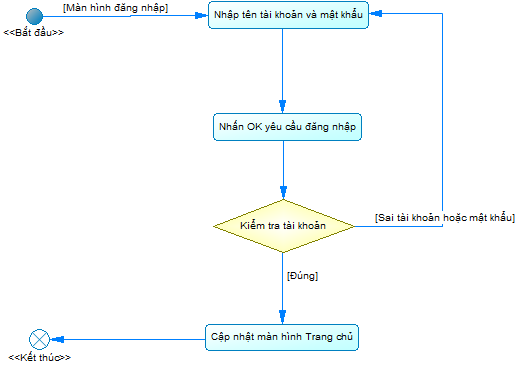 [Màn hình đăng nhập]
Nhập tên tài khoản và mật khẩu
<<Bắt đầu>>
Nhấn OK yêu cầu đăng nhập
[Sai tài khoản hoặc mật khẩu]
Kiểm tra tài khoản
[Đúng]
Cập nhật màn hình Trang chủ
<<Kết thúc>>